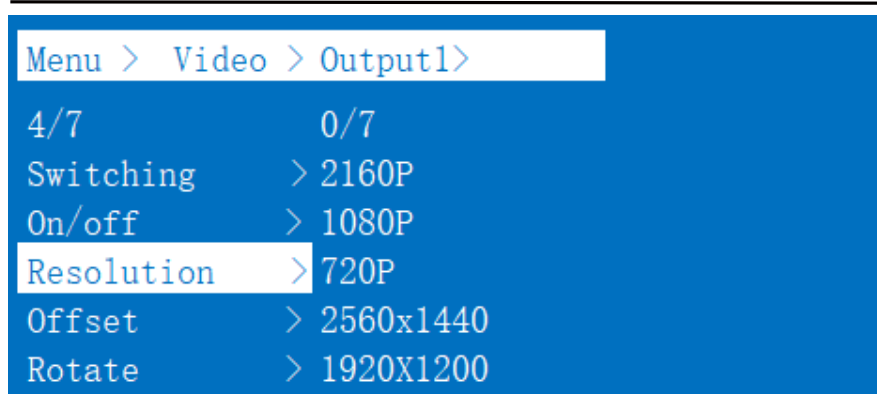 Menu > Video > Output1>
4/7 0/7
Switching > 2160P
On/off > 1080P
Resolution > 720P
Offset > 2560x1440
Rotate > 1920X1200